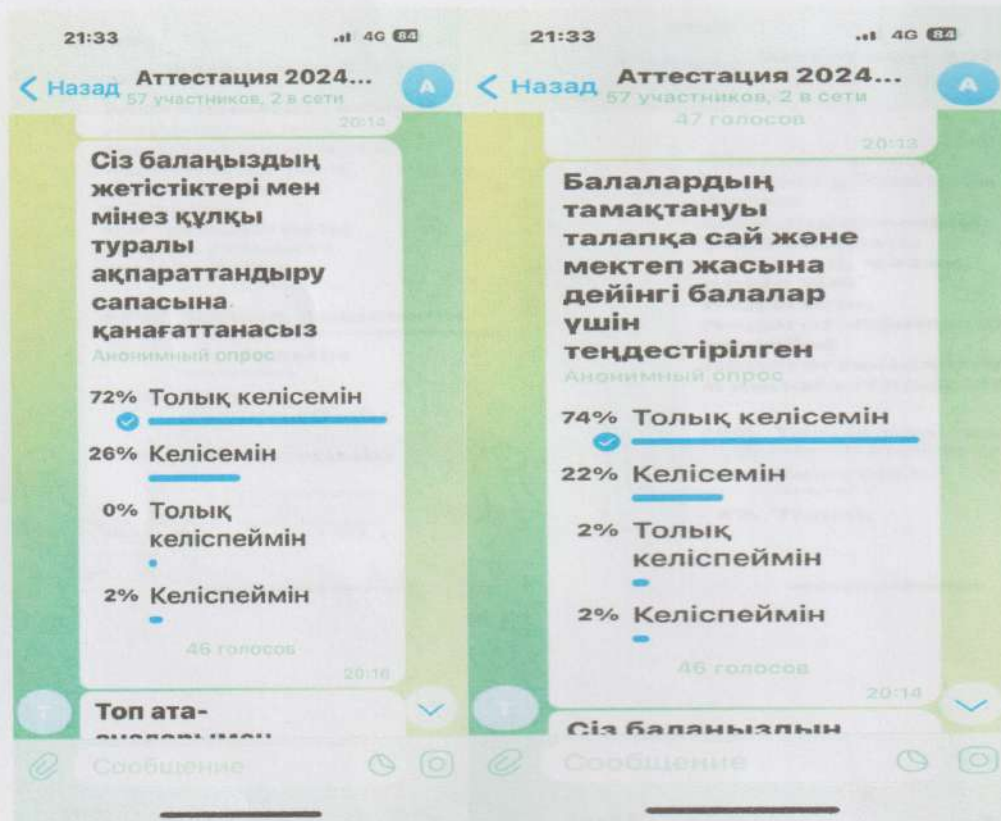 21:33
4G 84
Назад
Аттестация 2024...
57 участников, 2 в сети
A
20:14
Сіз балаңыздың
жетістіктері мен
мінез құлқы
туралы
ақпараттандыру
сапасына
қанағаттанасыз
Анонимный опрос
72% Толық келісемін
26% Келісемін
0% Толық
келіспеймін
2% Келіспеймін
46 голосов
20:16
Топ ата-
Сообщение
21:33
4G 84
Назад
Аттестация 2024...
57 участников, 2 в сети
A
47 голосов
20:13
Балалардың
тамақтануы
талапқа сай және
мектеп жасына
дейінгі балалар
үшін
теңдестірілген
Анонимный опрос
74% Толық келісемін
22% Келісемін
2% Толық
келіспеймін
2% Келіспеймін
46 голосов
20:14
Сіз балаңыздың
Сообщение